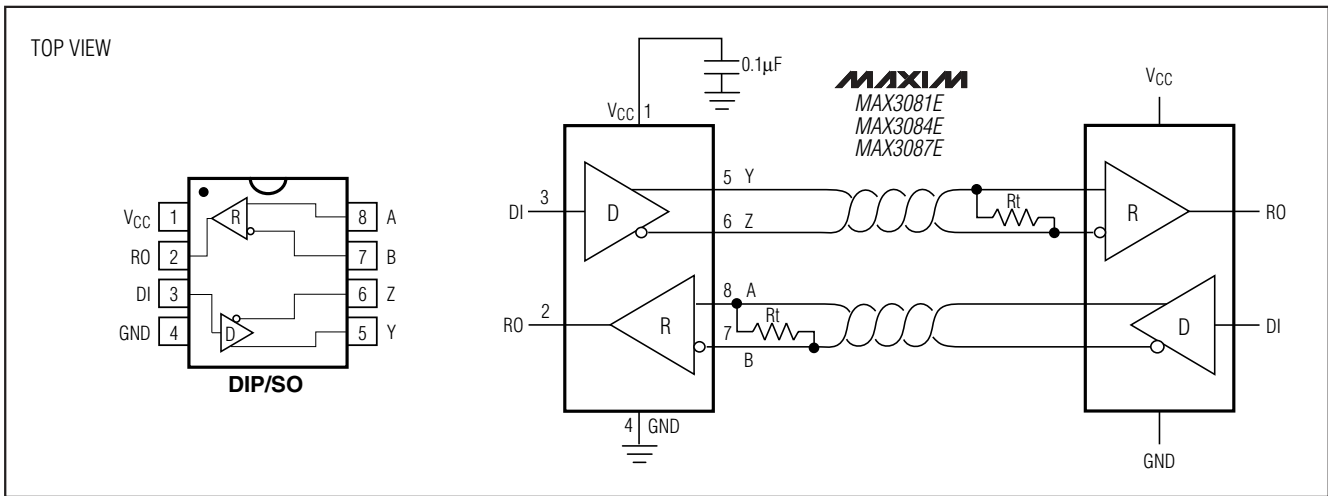 TOP VIEW
VCC 1
RO 2
DI 3
GND 4
8 A
7 B
6 Z
5 Y
R
D
DIP/SO
0.1µF
VCC 1
DI 3
D
5 Y
6 Z
RO 2
R
8 A
7
B
Rt
4 GND
MAXIM
MAX3081E
MAX3084E
MAX3087E
Rt
VCC
R
RO
D
DI
GND